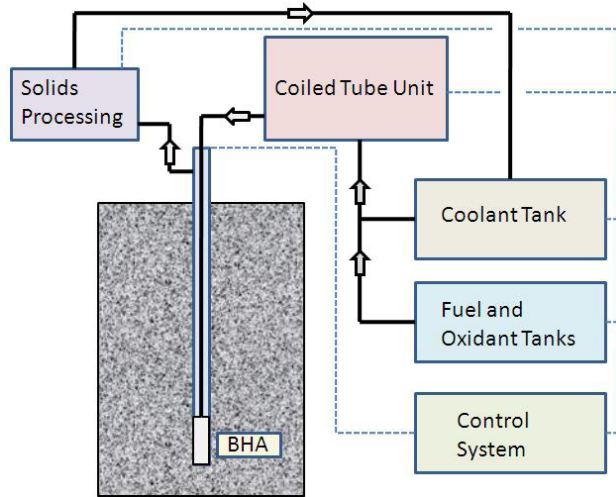 Solids
Processing
Coiled Tube Unit
Coolant Tank
Fuel and
Oxidant Tanks
Control
System
BHA